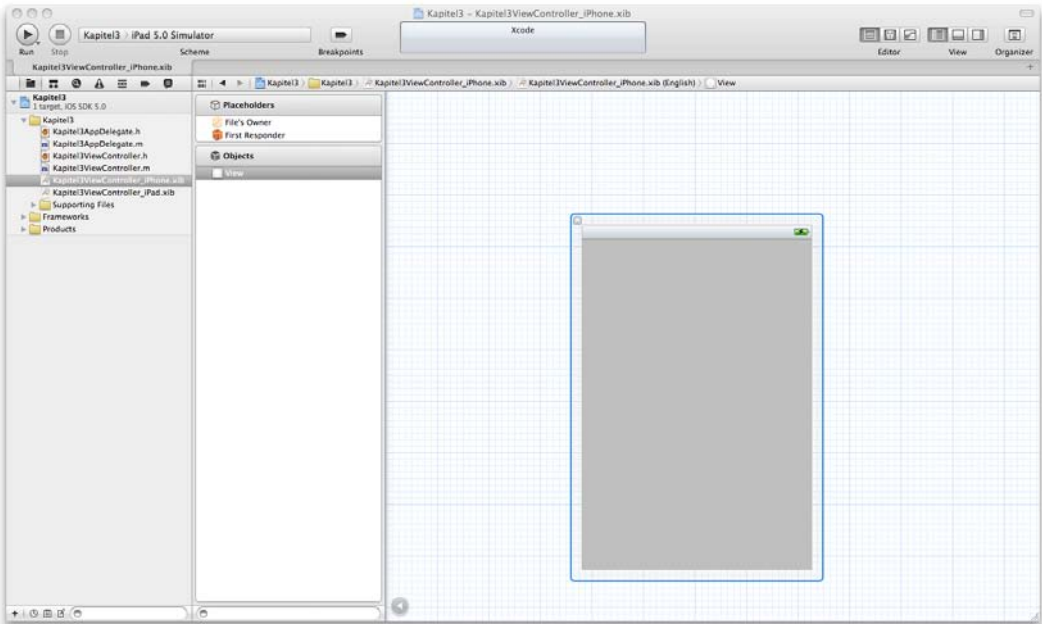 Kapitel3 – Kapitel3ViewController_iPhone.xib
Kapitel3 › iPad 5.0 Simulator
Xcode
Run Stop Scheme Breakpoints Editor View Organizer
Kapitel3ViewController_iPhone.xib
+
Kapitel3 › Kapitel3 › Kapitel3ViewController_iPhone.xib › Kapitel3ViewController_iPhone.xib (English) › View
Kapitel3
1 target, iOS SDK 5.0
Kapitel3
Kapitel3AppDelegate.h
Kapitel3AppDelegate.m
Kapitel3ViewController.h
Kapitel3ViewController.m
Kapitel3ViewController_iPhone.xib
Kapitel3ViewController_iPad.xib
Supporting Files
Frameworks
Products
Placeholders
File's Owner
First Responder
Objects
View